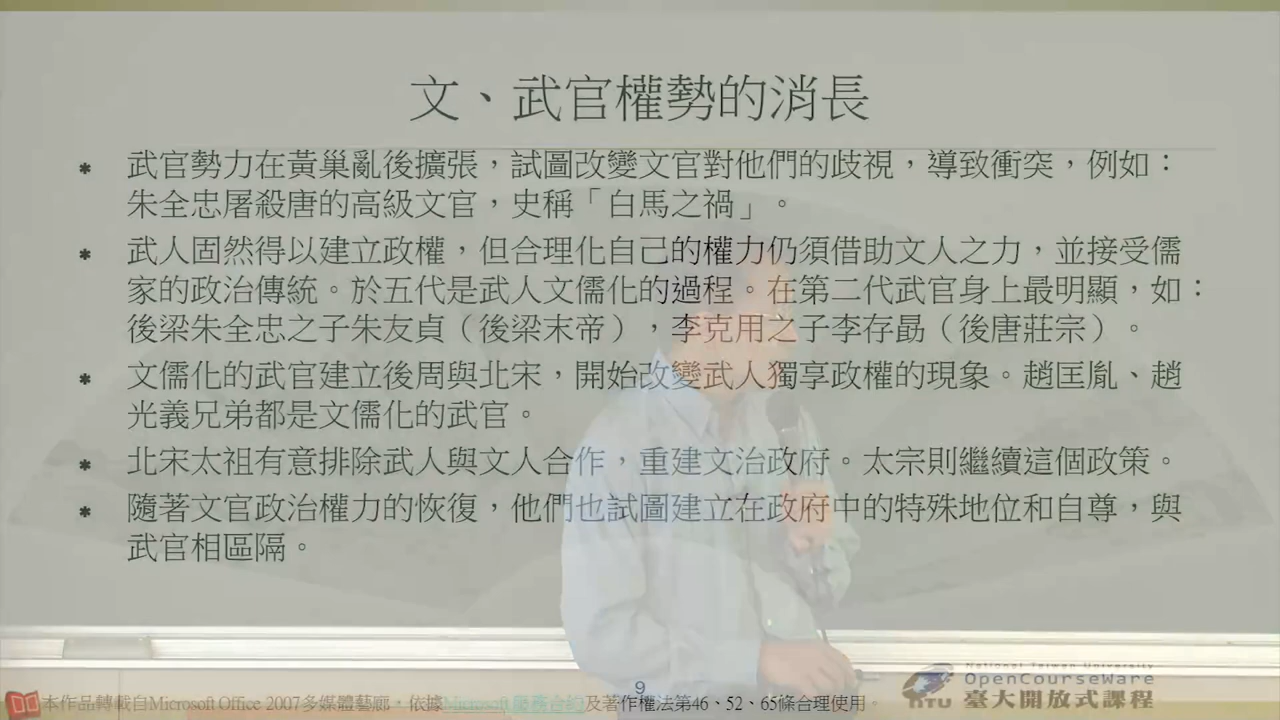 文、武官權勢的消長
武官勢力在黃巢亂後擴張，試圖改變文官對他們的歧視，導致衝突，例如：
朱全忠屠殺唐的高級文官，史稱「白馬之禍」。
武人固然得以建立政權，但合理化自己的權力仍須借助文人之力，並接受儒
家的政治傳統。於五代是武人文儒化的過程。在第二代武官身上最明顯，如：
後梁朱全忠之子朱友貞（後梁末帝），李克用之子李存勗（後唐莊宗）。
文儒化的武官建立後周與北宋，開始改變武人獨享政權的現象。趙匡胤、趙
光義兄弟都是文儒化的武官。
北宋太祖有意排除武人與文人合作，重建文治政府。太宗則繼續這個政策。
隨著文官政治權力的恢復，他們也試圖建立在政府中的特殊地位和自尊，與
武官相區隔。
9
本作品轉載自Microsoft Office 2007多媒體藝廊，依據Microsoft 服務合約及著作權法第46、52、65條合理使用。
National Taiwan University
OpenCourseWare
NTU 臺大開放式課程